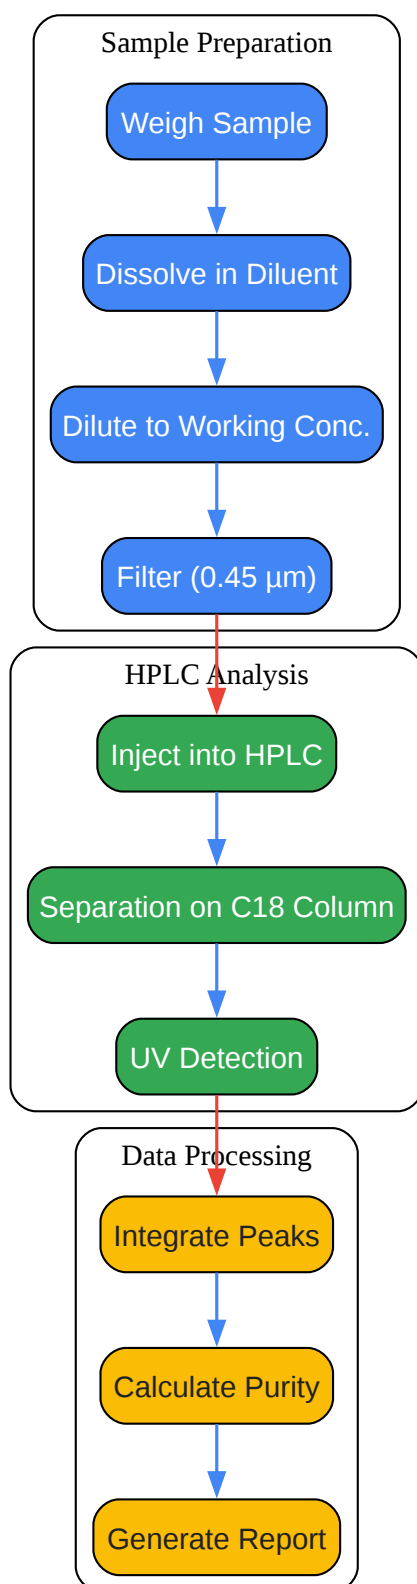 Sample Preparation
Weigh Sample
Dissolve in Diluent
Dilute to Working Conc.
Filter (0.45 µm)
HPLC Analysis
Inject into HPLC
Separation on C18 Column
UV Detection
Data Processing
Integrate Peaks
Calculate Purity
Generate Report